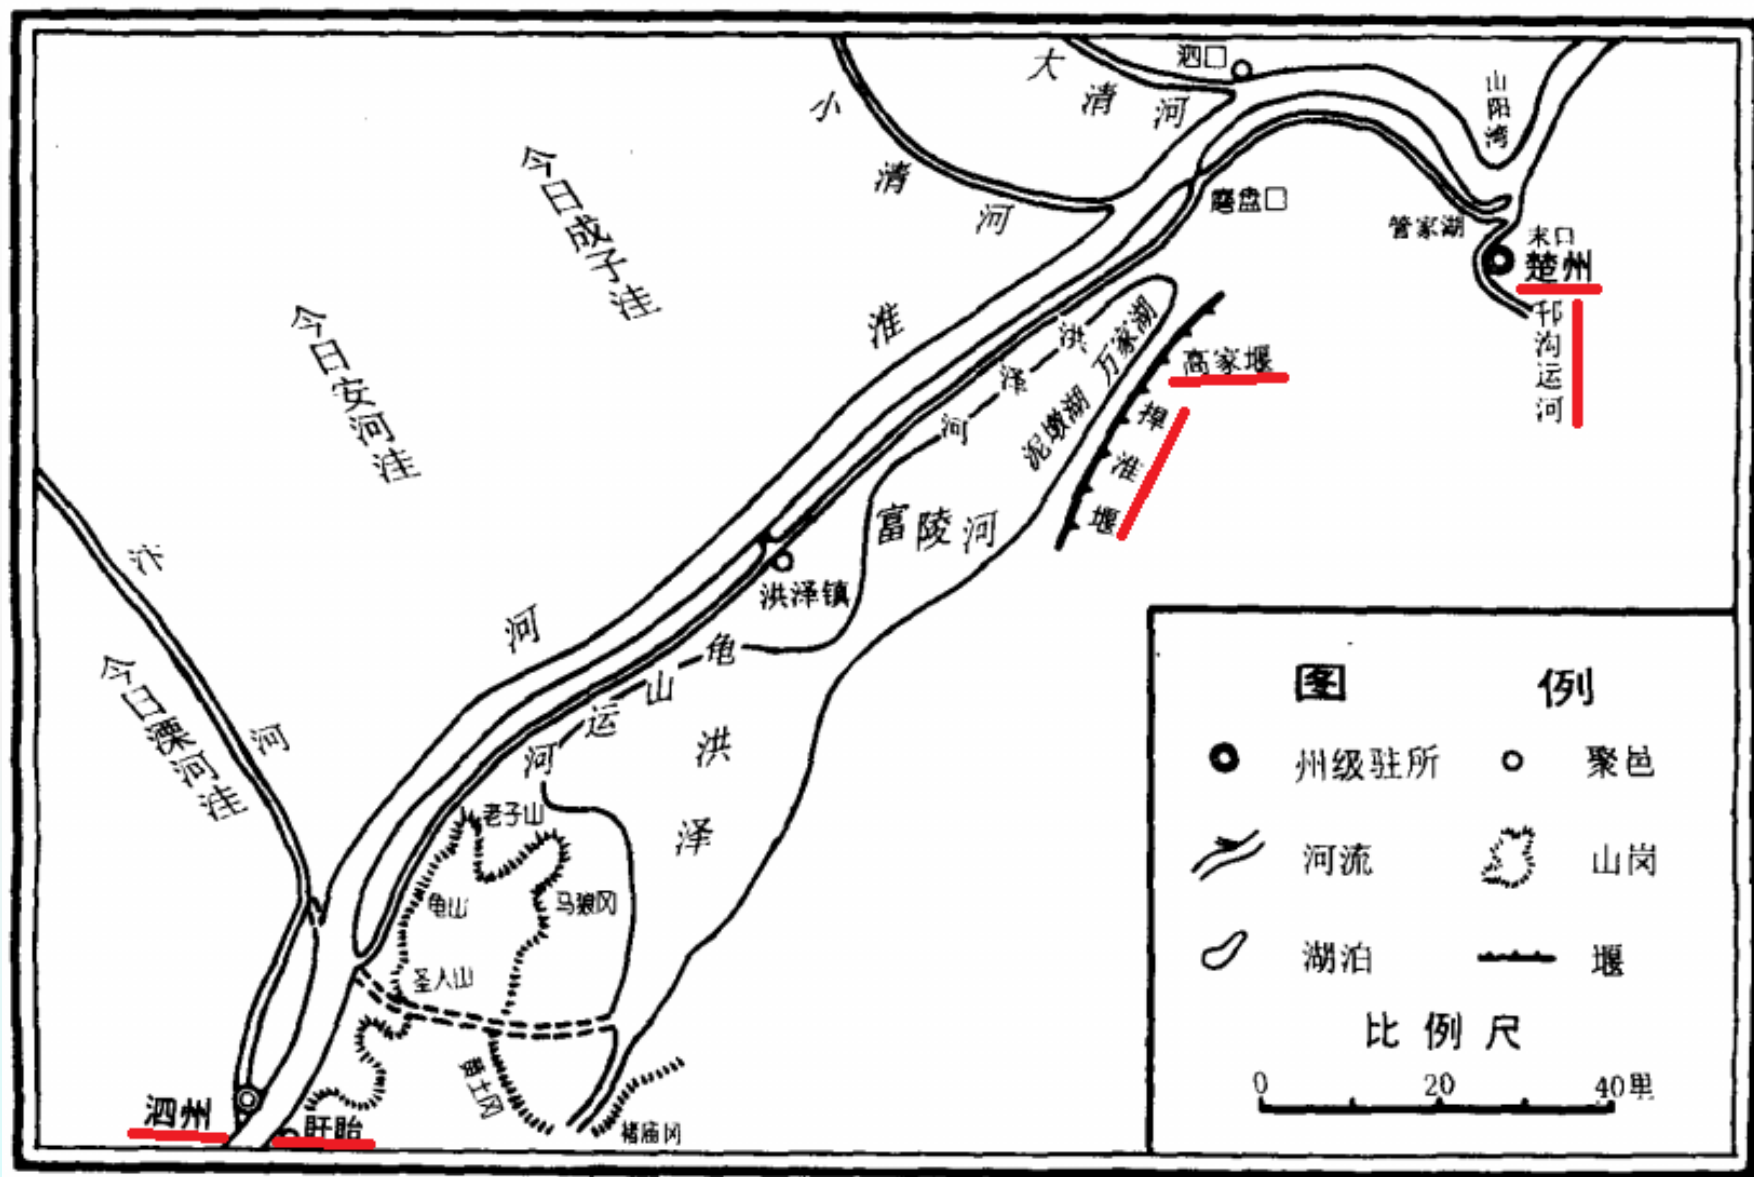 大清河
泗口
山阳湾
小清河
今日成子洼
磨盘口
管家湖
末口
楚州
邗沟运河
今日安河洼
淮河
洪泽河
万家湖
泥墩湖
高家堰
捍淮堰
富陵河
汴河
洪泽镇
龟山运河
今日溧河洼
洪泽
老子山
龟山
马狼冈
圣人山
黄土冈
褚庙冈
泗州
盱眙
图例
州级驻所
聚邑
河流
山岗
湖泊
堰
比例尺
0 20 40里